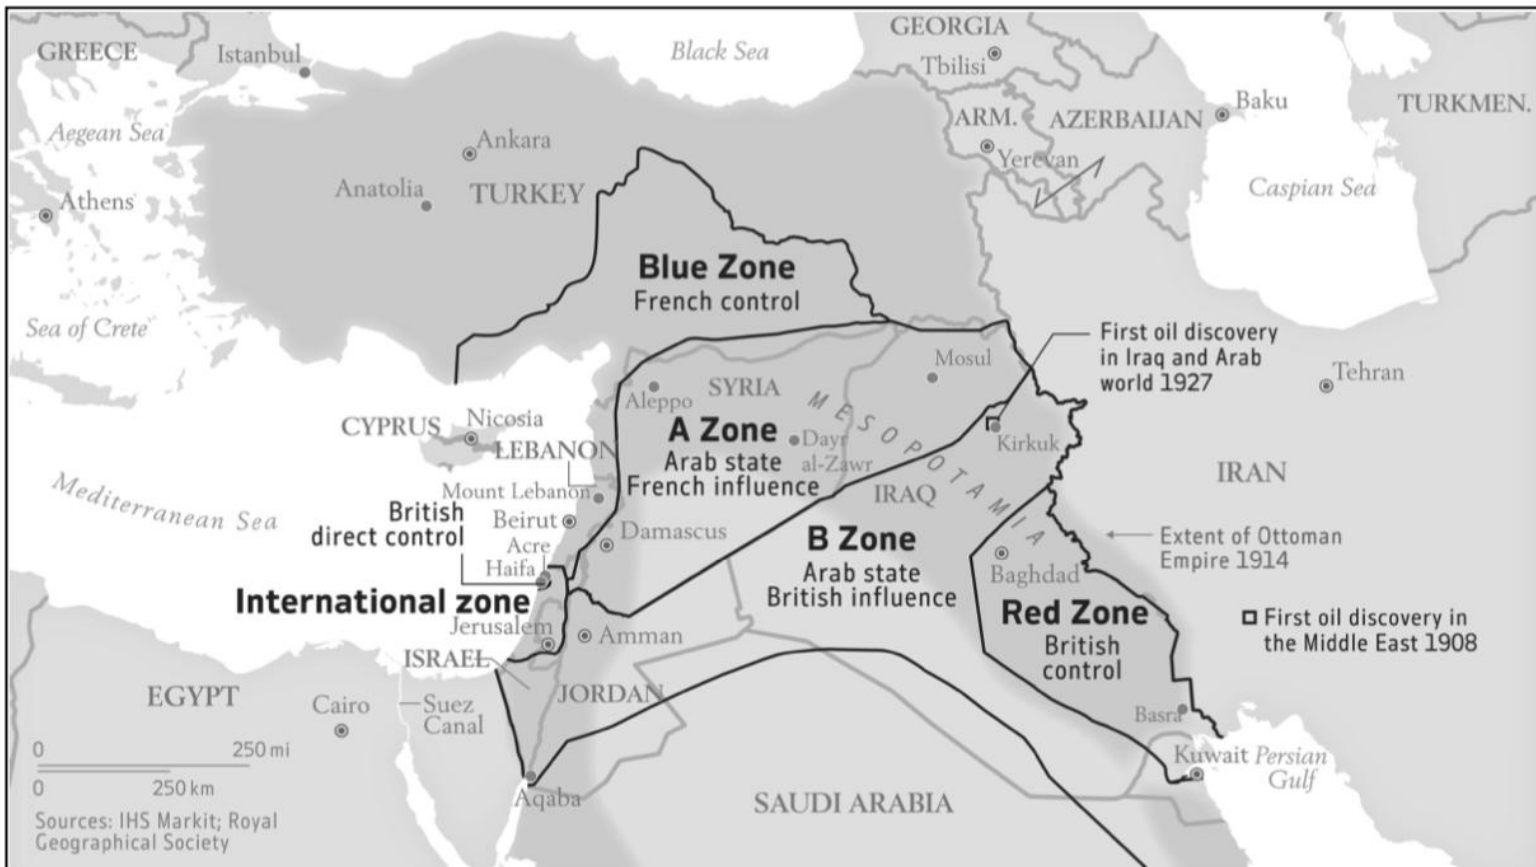 GREECE
Istanbul
Black Sea
GEORGIA
Tbilisi
ARM.
AZERBAIJAN
Baku
TURKMEN.
Aegean Sea
Ankara
Yerevan
Anatolia
TURKEY
Caspian Sea
Athens
Blue Zone
French control
Sea of Crete
First oil discovery
in Iraq and Arab
world 1927
Mosul
Tehran
SYRIA
Aleppo
MESOPOTAMIA
CYPRUS
Nicosia
A Zone
Arab state
French influence
Dayr
al-Zawr
Kirkuk
LEBANON
IRAN
Mount Lebanon
IRAQ
Mediterranean Sea
British
direct control
Beirut
Damascus
Acre
Haifa
B Zone
Arab state
British influence
Extent of Ottoman
Empire 1914
Baghdad
International zone
Red Zone
British
control
First oil discovery in
the Middle East 1908
Jerusalem
Amman
ISRAEL
EGYPT
Cairo
Suez
Canal
JORDAN
Basra
0
250 mi
0
250 km
Kuwait
Persian
Gulf
Aqaba
SAUDI ARABIA
Sources: IHS Markit; Royal
Geographical Society